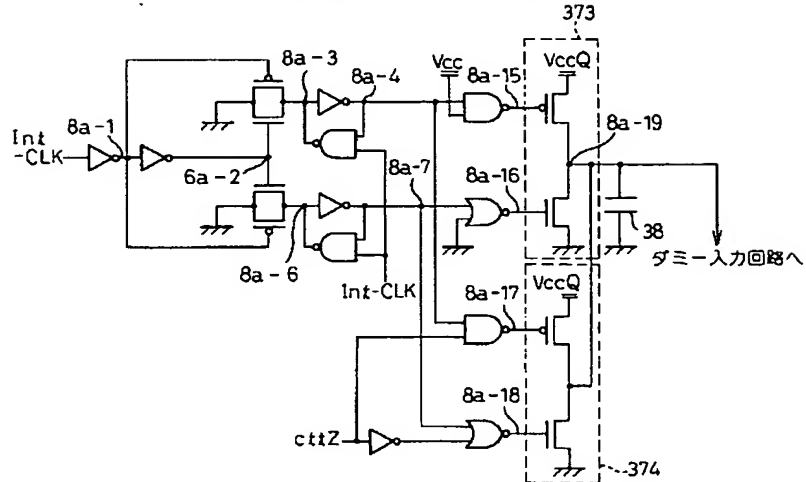 373
8a-3
8a-4
Vcc
VccQ
8a-15
8a-1
Int
-CLK
8a-19
6a-2
8a-7
8a-16
38
8a-6
Int-CLK
ダミー入力回路へ
VccQ
8a-17
8a-18
cttZ
374